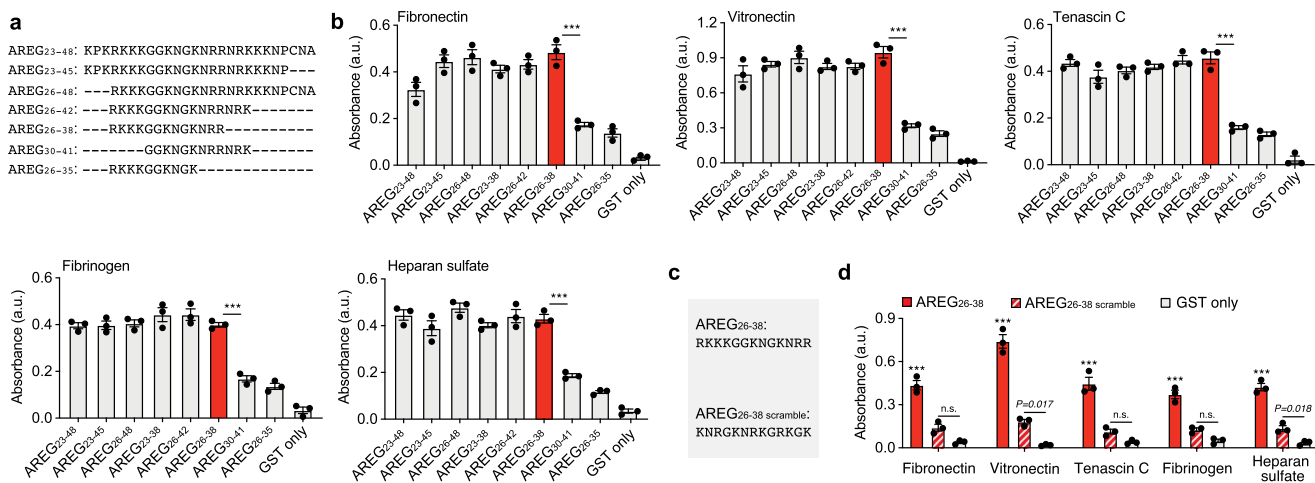 a
AREG23–48: KPKRKKKGGKNGKNRRNRKKKNPCNA
AREG23–45: KPKRKKKGGKNGKNRRNRKKKNP---
AREG26–48: ---RKKKGGKNGKNRRNRKKKNPCNA
AREG26–42: ---RKKKGGKNGKNRRNRK--------
AREG26–38: ---RKKKGGKNGKNRR----------
AREG30–41: -------GGKNGKNRRNRK-------
AREG26–35: ---RKKKGGKNGK-------------
b
Fibronectin
Absorbance (a.u.)
0.6
0.4
0.2
0.0
***
AREG23-48
AREG23-45
AREG26-48
AREG23-38
AREG26-42
AREG26-38
AREG30-41
AREG26-35
GST only
Vitronectin
Absorbance (a.u.)
1.2
0.9
0.6
0.3
0.0
***
AREG23-48
AREG23-45
AREG26-48
AREG23-38
AREG26-42
AREG26-38
AREG30-41
AREG26-35
GST only
Tenascin C
Absorbance (a.u.)
0.6
0.4
0.2
0.0
***
AREG23-48
AREG23-45
AREG26-48
AREG23-38
AREG26-42
AREG26-38
AREG30-41
AREG26-35
GST only
Fibrinogen
Absorbance (a.u.)
0.6
0.4
0.2
0.0
***
AREG23-48
AREG23-45
AREG26-48
AREG23-38
AREG26-42
AREG26-38
AREG30-41
AREG26-35
GST only
Heparan sulfate
Absorbance (a.u.)
0.6
0.4
0.2
0.0
***
AREG23-48
AREG23-45
AREG26-48
AREG23-38
AREG26-42
AREG26-38
AREG30-41
AREG26-35
GST only
c
AREG26-38:
RKKKGGKNGKNRR
AREG26-38 scramble:
KNRGKNRKGRKGK
d
AREG26-38 AREG26-38 scramble GST only
Absorbance (a.u.)
0.9
0.6
0.3
0.0
*** n.s.
*** P=0.017
*** n.s.
*** n.s.
*** P=0.018
Fibronectin Vitronectin Tenascin C Fibrinogen Heparan
sulfate